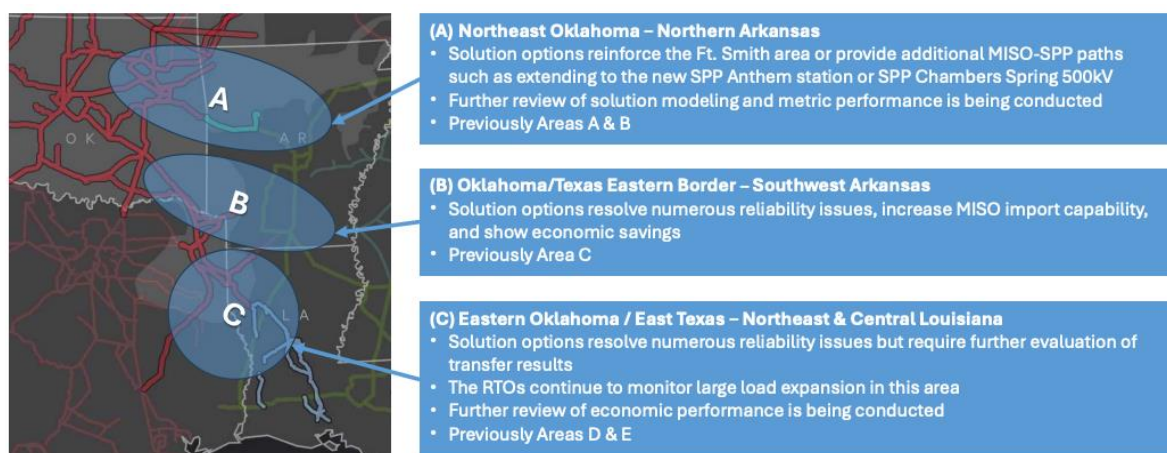 A
O K
A R
B
C
L A
(A) Northeast Oklahoma – Northern Arkansas
• Solution options reinforce the Ft. Smith area or provide additional MISO-SPP paths
such as extending to the new SPP Anthem station or SPP Chambers Spring 500kV
• Further review of solution modeling and metric performance is being conducted
• Previously Areas A & B
(B) Oklahoma/Texas Eastern Border – Southwest Arkansas
• Solution options resolve numerous reliability issues, increase MISO import capability,
and show economic savings
• Previously Area C
(C) Eastern Oklahoma / East Texas – Northeast & Central Louisiana
• Solution options resolve numerous reliability issues but require further evaluation of
transfer results
• The RTOs continue to monitor large load expansion in this area
• Further review of economic performance is being conducted
• Previously Areas D & E